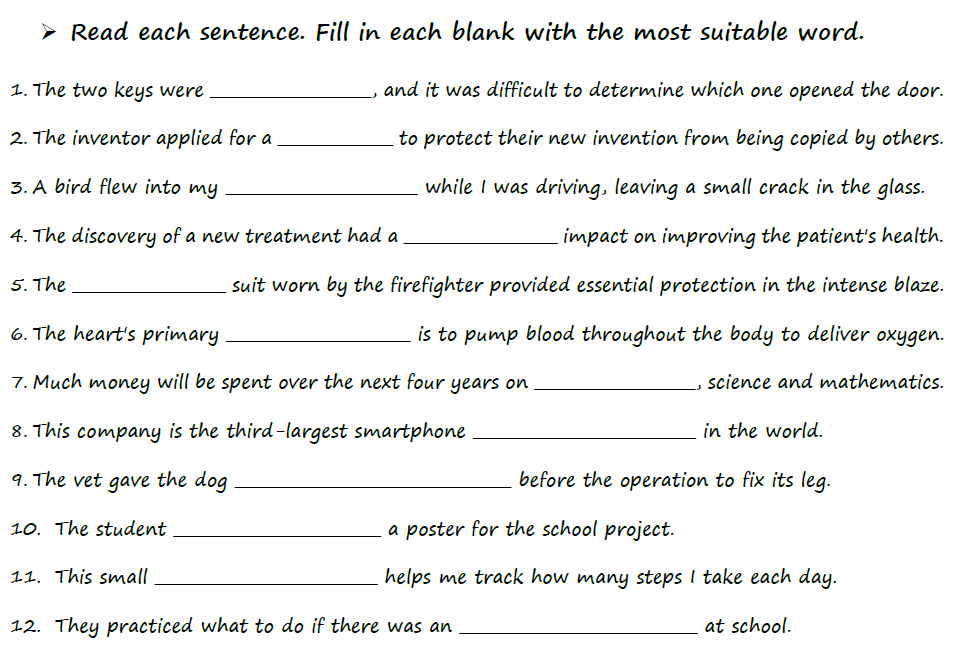 ➢ Read each sentence. Fill in each blank with the most suitable word.
1. The two keys were ______________, and it was difficult to determine which one opened the door.
2. The inventor applied for a __________ to protect their new invention from being copied by others.
3. A bird flew into my ________________ while I was driving, leaving a small crack in the glass.
4. The discovery of a new treatment had a _____________ impact on improving the patient's health.
5. The _____________ suit worn by the firefighter provided essential protection in the intense blaze.
6. The heart's primary ________________ is to pump blood throughout the body to deliver oxygen.
7. Much money will be spent over the next four years on ______________, science and mathematics.
8. This company is the third-largest smartphone ___________________ in the world.
9. The vet gave the dog ________________________ before the operation to fix its leg.
10. The student __________________ a poster for the school project.
11. This small ___________________ helps me track how many steps I take each day.
12. They practiced what to do if there was an ____________________ at school.